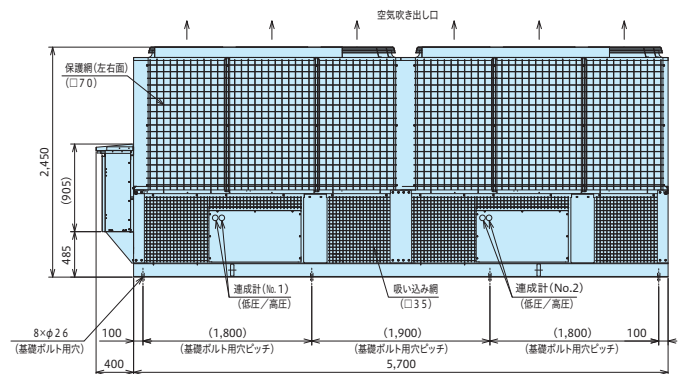 空気吹き出し口
保護網(左右面)
(□70)
2,450
(905)
485
連成計(№1)
(低圧／高圧)
吸い込み網
(□35)
連成計(No.2)
(低圧／高圧)
8×φ26
(基礎ボルト用穴)
100
(1,800)
(基礎ボルト用穴ピッチ)
(1,900)
(基礎ボルト用穴ピッチ)
(1,800)
(基礎ボルト用穴ピッチ)
100
400
5,700